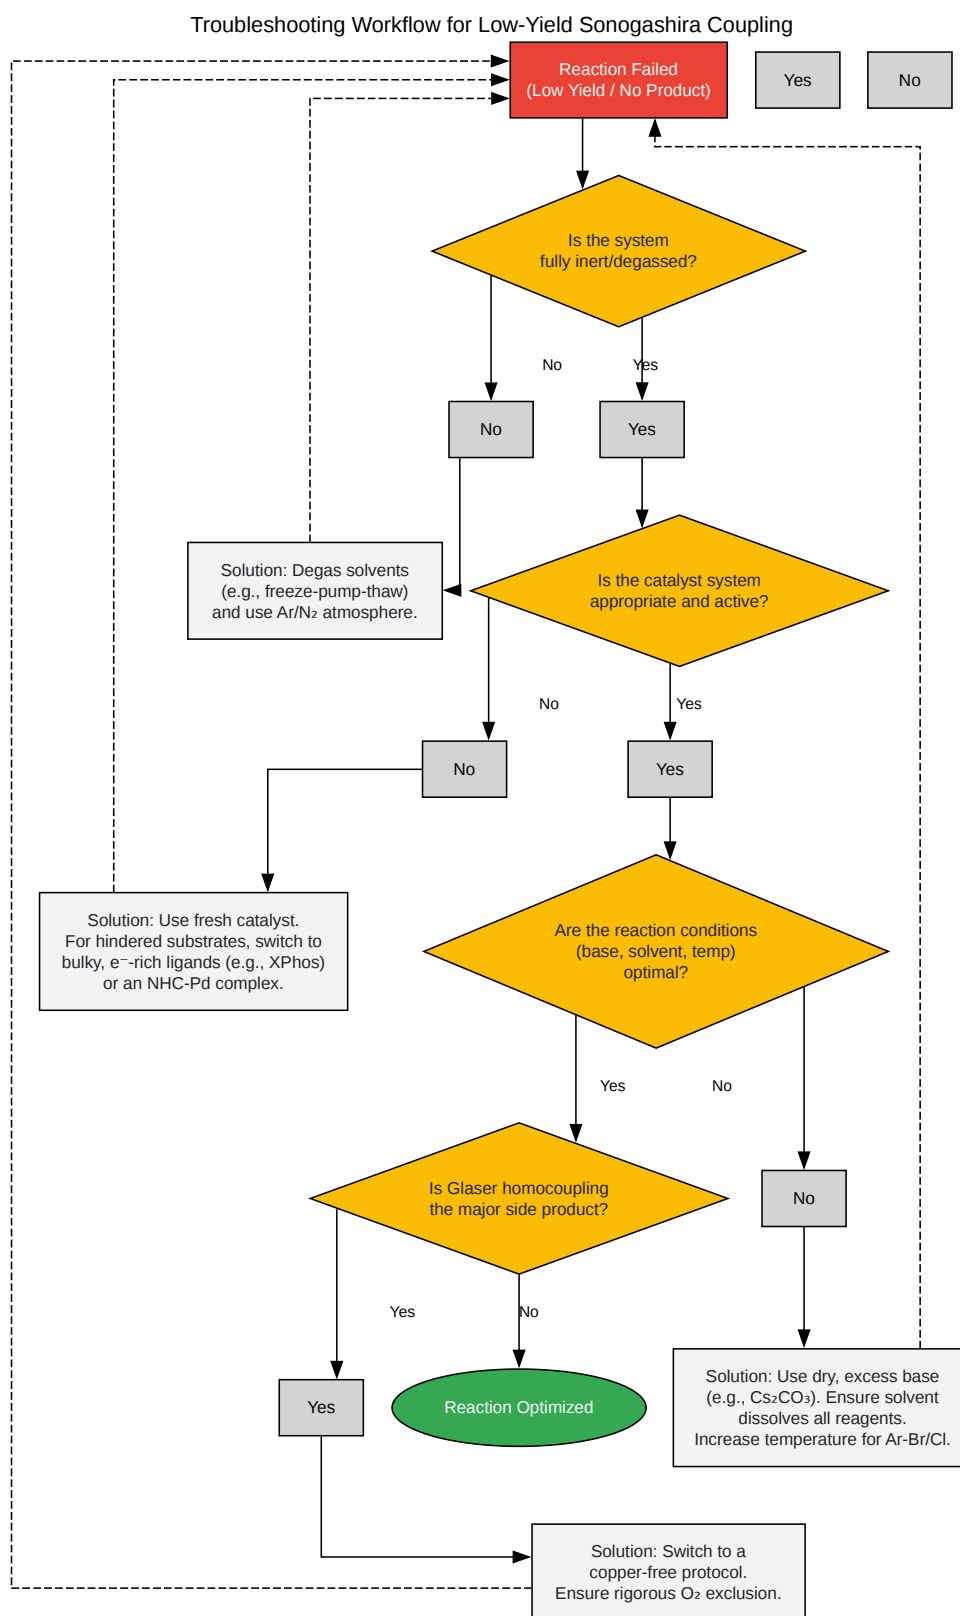 Troubleshooting Workflow for Low-Yield Sonogashira Coupling
Reaction Failed
(Low Yield / No Product)
Yes
No
Is the system
fully inert/degassed?
No
Yes
No
Yes
Solution: Degas solvents
(e.g., freeze-pump-thaw)
and use Ar/N₂ atmosphere.
Is the catalyst system
appropriate and active?
No
Yes
No
Yes
Solution: Use fresh catalyst.
For hindered substrates, switch to
bulky, e⁻-rich ligands (e.g., XPhos)
or an NHC-Pd complex.
Are the reaction conditions
(base, solvent, temp)
optimal?
Yes
No
Is Glaser homocoupling
the major side product?
No
Yes
No
Yes
Reaction Optimized
Solution: Use dry, excess base
(e.g., Cs₂CO₃). Ensure solvent
dissolves all reagents.
Increase temperature for Ar-Br/Cl.
Solution: Switch to a
copper-free protocol.
Ensure rigorous O₂ exclusion.